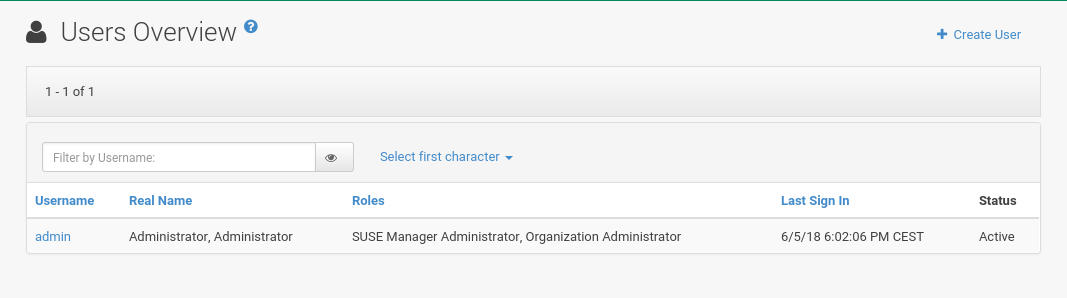 Users Overview ?
Create User
1 - 1 of 1
Filter by Username:
Select first character
Username Real Name Roles Last Sign In Status
admin Administrator, Administrator SUSE Manager Administrator, Organization Administrator 6/5/18 6:02:06 PM CEST Active